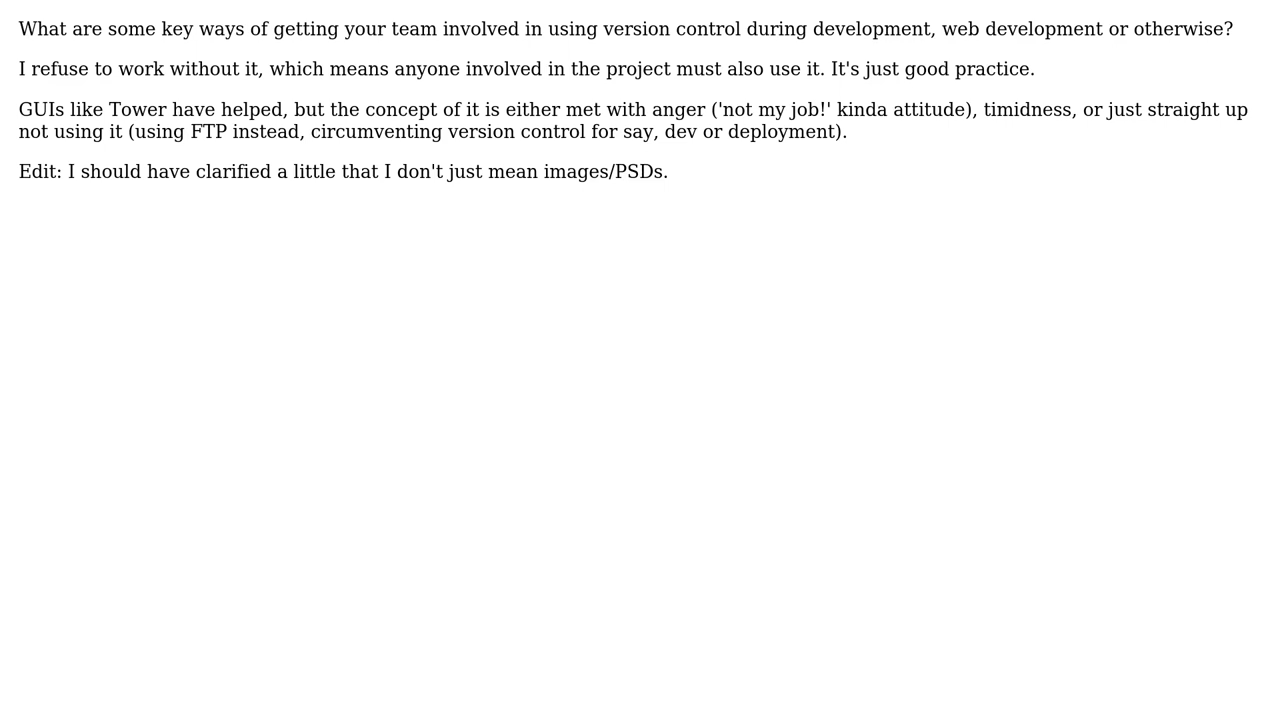 What are some key ways of getting your team involved in using version control during development, web development or otherwise?
I refuse to work without it, which means anyone involved in the project must also use it. It's just good practice.
GUIs like Tower have helped, but the concept of it is either met with anger ('not my job!' kinda attitude), timidness, or just straight up
not using it (using FTP instead, circumventing version control for say, dev or deployment).
Edit: I should have clarified a little that I don't just mean images/PSDs.